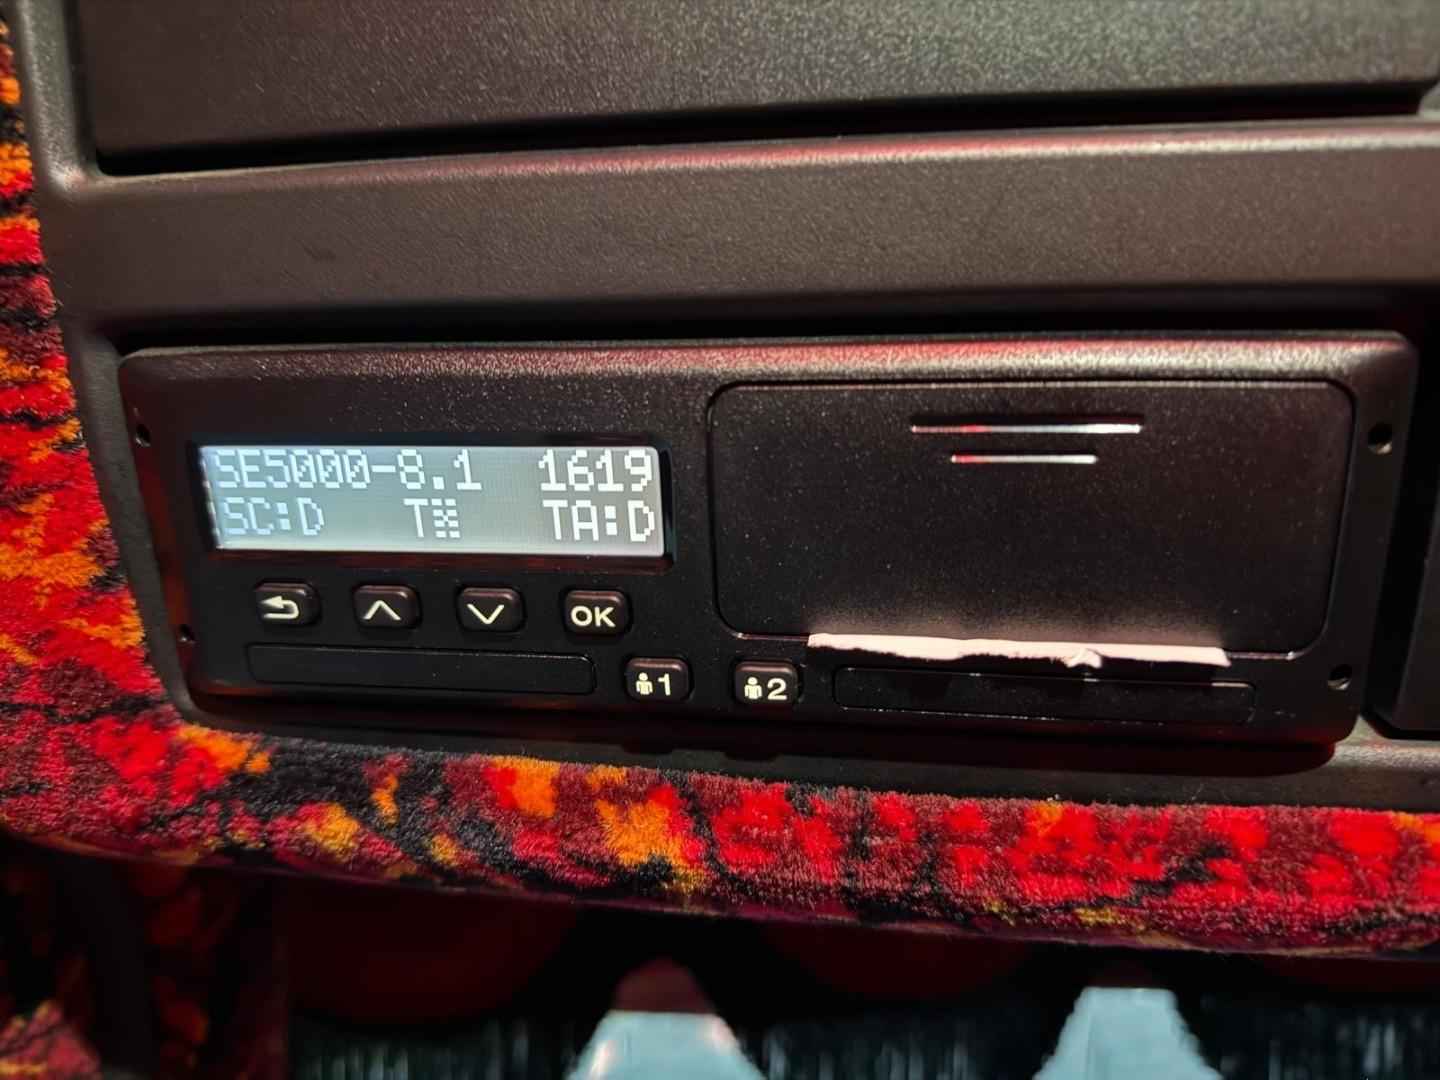 SE5000-8.1 1619
SC:D T TA:D
OK
1 2